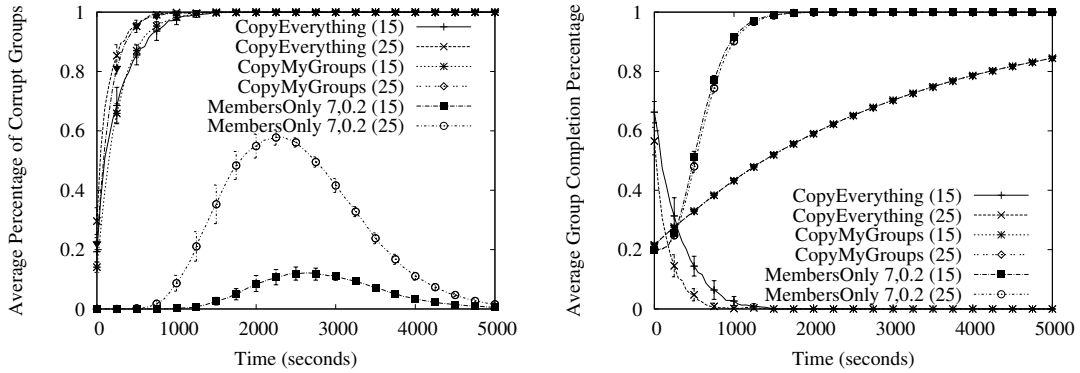 Average Percentage of Corrupt Groups
1
0.8
0.6
0.4
0.2
0
0 1000 2000 3000 4000 5000
Time (seconds)
CopyEverything (15)
CopyEverything (25)
CopyMyGroups (15)
CopyMyGroups (25)
MembersOnly 7,0.2 (15)
MembersOnly 7,0.2 (25)
Average Group Completion Percentage
1
0.8
0.6
0.4
0.2
0
0 1000 2000 3000 4000 5000
Time (seconds)
CopyEverything (15)
CopyEverything (25)
CopyMyGroups (15)
CopyMyGroups (25)
MembersOnly 7,0.2 (15)
MembersOnly 7,0.2 (25)